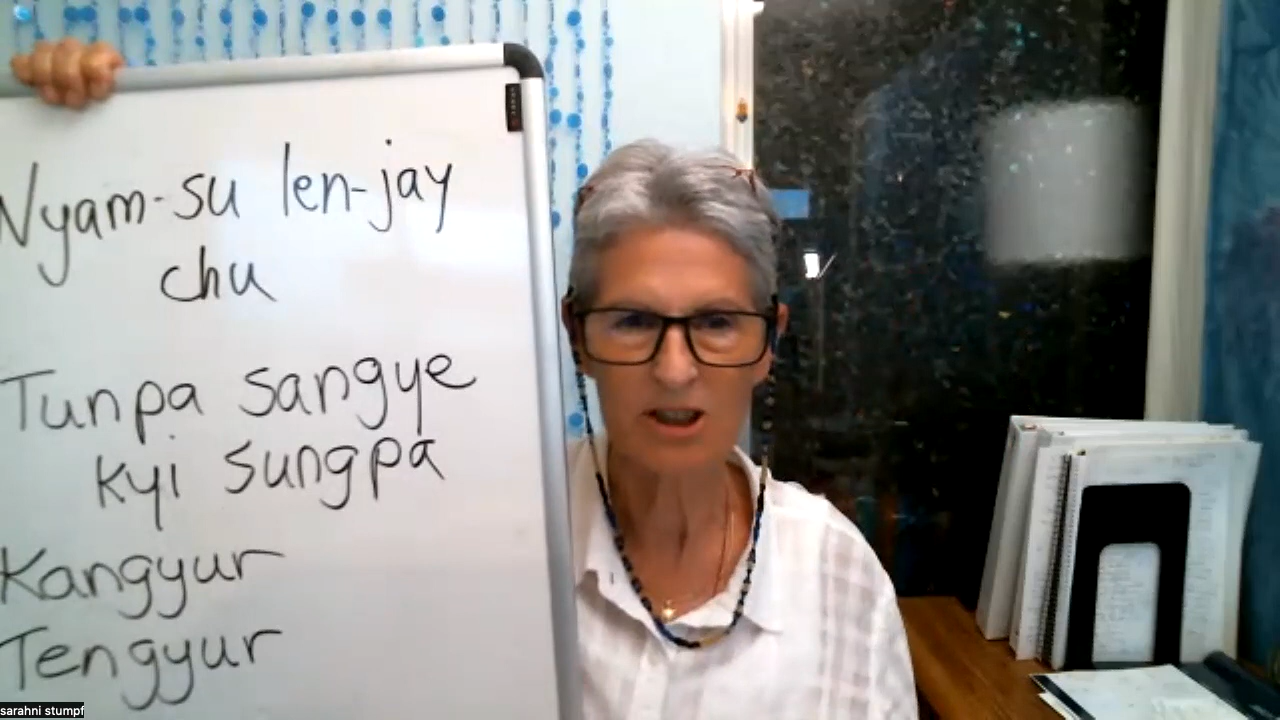 Nyam-su len-jay
chu
Tunpa sangye
kyi sungpa
Kangyur
Tengyur
sarahni stumpf